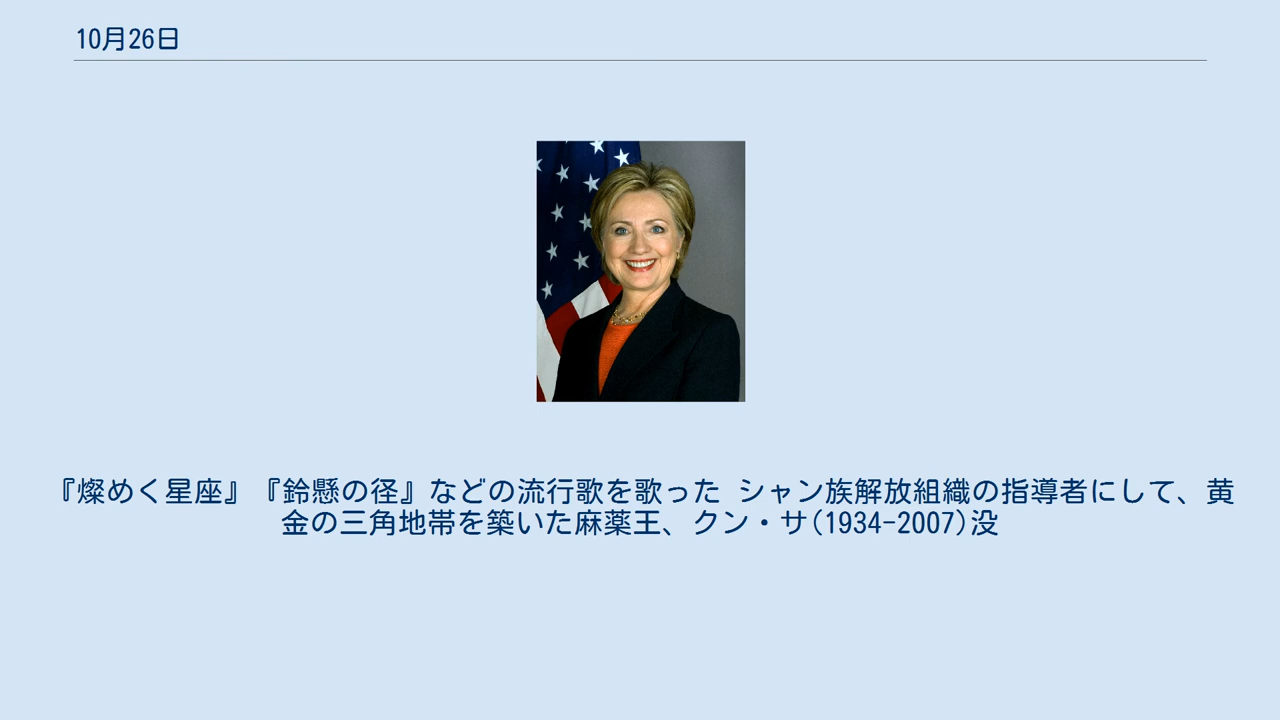 10月26日
『燦めく星座』『鈴懸の径』などの流行歌を歌った シャン族解放組織の指導者にして、黄
金の三角地帯を築いた麻薬王、クン・サ(1934-2007)没